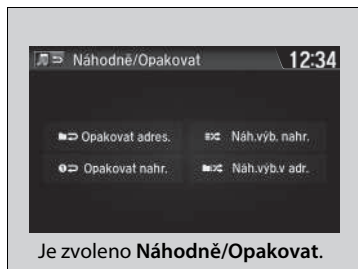 Náhodně/Opakovat 12:34
Opakovat adres. Náh.výb. nahr.
Opakovat nahr. Náh.výb.v adr.
Je zvoleno Náhodně/Opakovat.